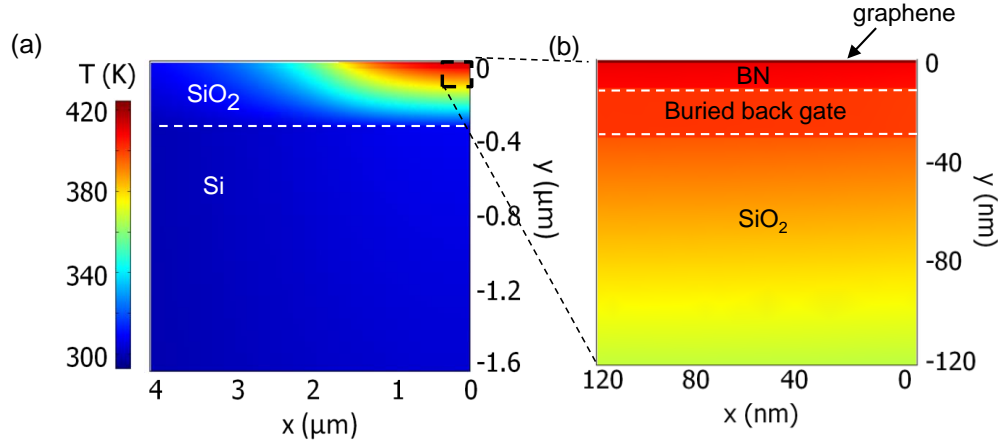 (a)
T (K)
420
380
340
300
SiO₂
Si
0
-0.4
-0.8
-1.2
-1.6
y (μm)
4 3 2 1 0
x (μm)
(b)
graphene
BN
Buried back gate
SiO₂
0
-40
-80
-120
y (nm)
120 80 40 0
x (nm)